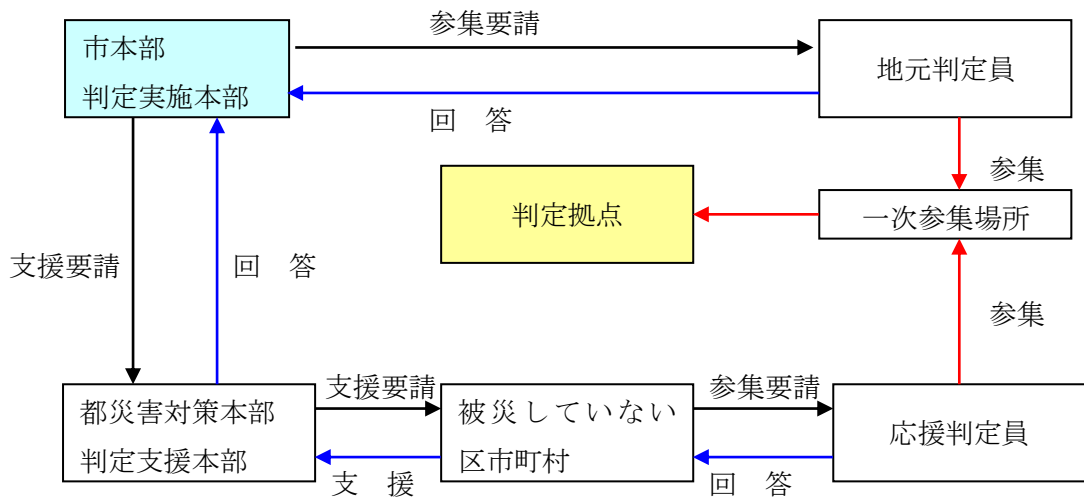 参集要請
市本部
判定実施本部
地元判定員
回　答
参集
判定拠点
一次参集場所
支援要請
回　答
参集
支援要請
参集要請
都災害対策本部
判定支援本部
被災していない
区市町村
応援判定員
支　援
回　答